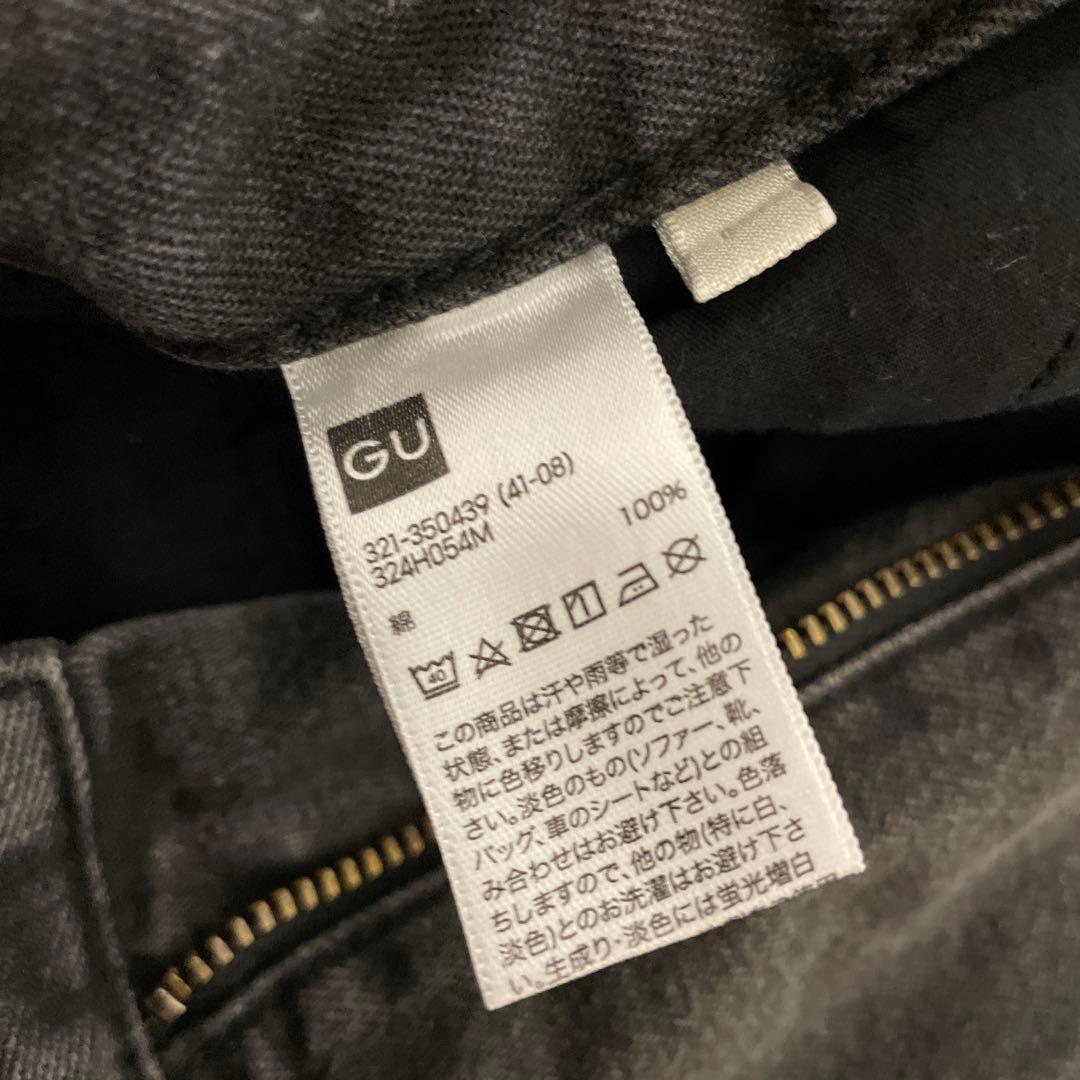 GU
321-350439 (41-08)
324H054M
綿 100%
40
この商品は汗や雨等で湿った
状態、または摩擦によって、他の
物に色移りしますのでご注意下
さい。淡色のもの(ソファー、靴、
バッグ、車のシートなど)との組
み合わせはお避け下さい。色落
ちしますので、他の物(特に白、
淡色)とのお洗濯はお避け下さ
い。生成り・淡色には蛍光増白